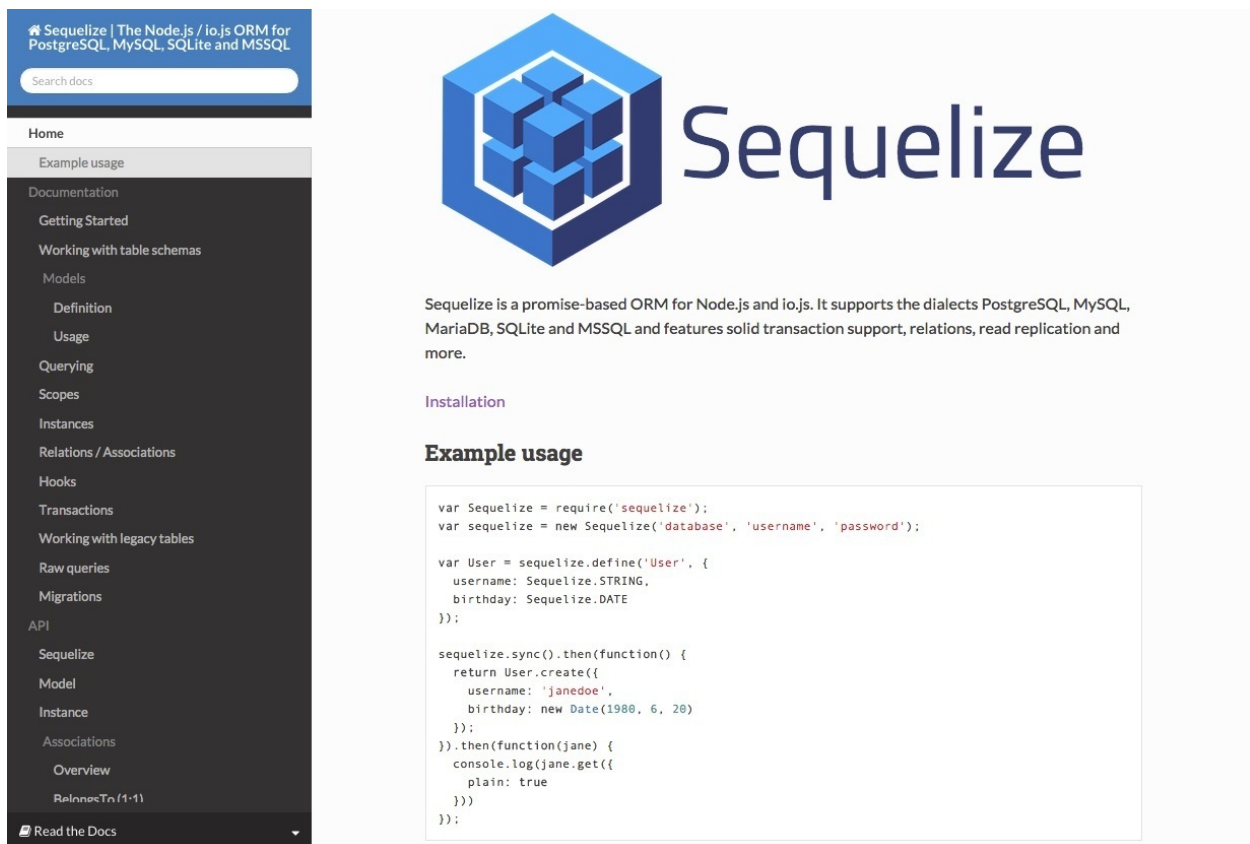 Sequelize | The Node.js / io.js ORM for
PostgreSQL, MySQL, SQLite and MSSQL
Search docs
Home
Example usage
Documentation
Getting Started
Working with table schemas
Models
Definition
Usage
Querying
Scopes
Instances
Relations / Associations
Hooks
Transactions
Working with legacy tables
Raw queries
Migrations
API
Sequelize
Model
Instance
Associations
Overview
BelongsTo (1:1)
Read the Docs
Sequelize
Sequelize is a promise-based ORM for Node.js and io.js. It supports the dialects PostgreSQL, MySQL,
MariaDB, SQLite and MSSQL and features solid transaction support, relations, read replication and
more.
Installation
Example usage
var Sequelize = require('sequelize');
var sequelize = new Sequelize('database', 'username', 'password');
var User = sequelize.define('User', {
  username: Sequelize.STRING,
  birthday: Sequelize.DATE
});
sequelize.sync().then(function() {
  return User.create({
    username: 'janedoe',
    birthday: new Date(1980, 6, 20)
  });
}).then(function(jane) {
  console.log(jane.get({
    plain: true
  }))
});